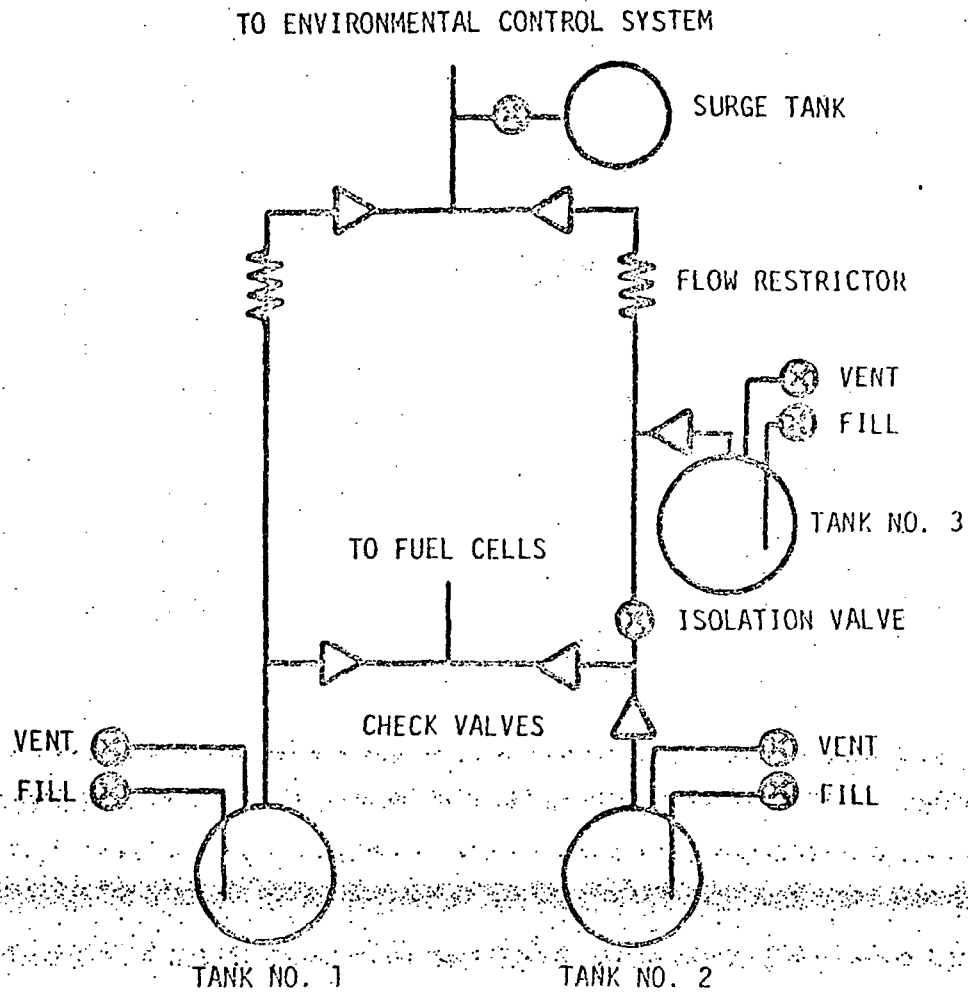 TO ENVIRONMENTAL CONTROL SYSTEM
SURGE TANK
FLOW RESTRICTOR
VENT
FILL
TANK NO. 3
TO FUEL CELLS
ISOLATION VALVE
CHECK VALVES
VENT
FILL
VENT
FILL
TANK NO. 1
TANK NO. 2